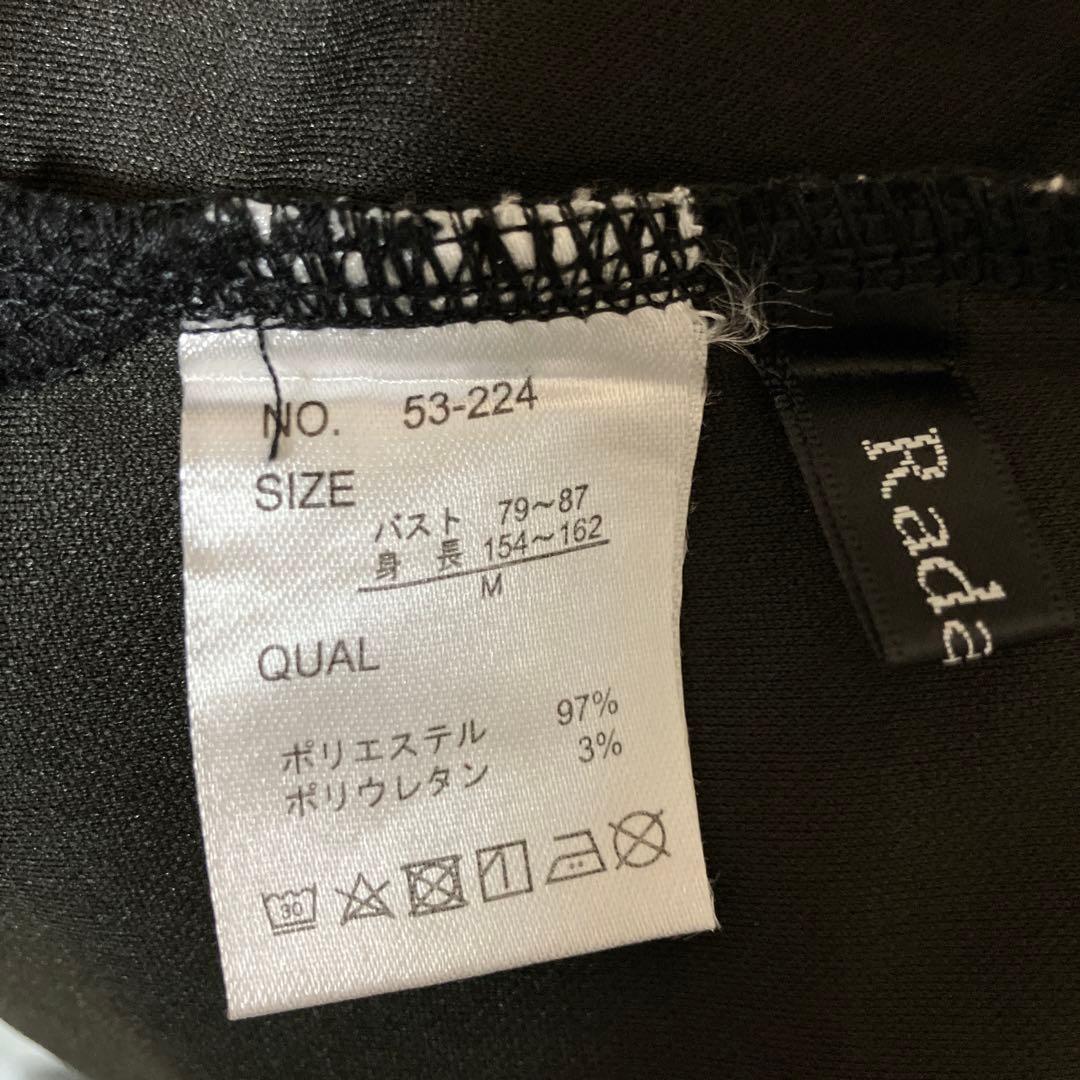 NO. 53-224
SIZE
バスト 79〜87
身長 154〜162
M
QUAL
ポリエステル 97%
ポリウレタン 3%
30
Rada